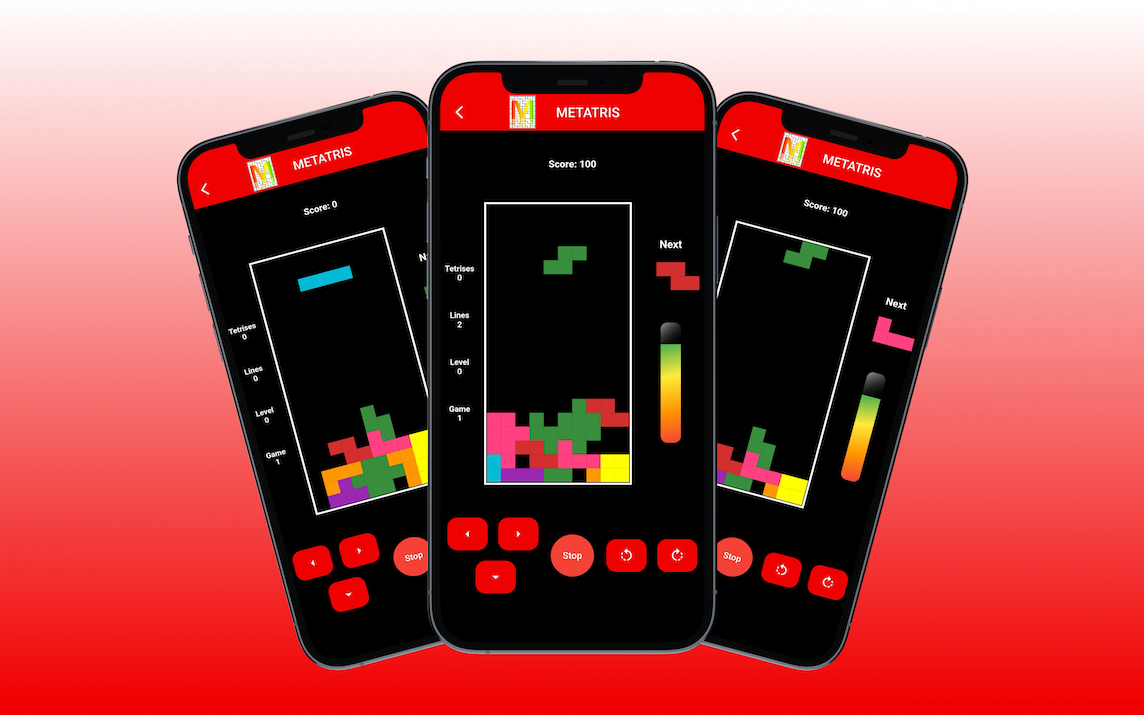 METATRIS
Score: 0
N
Tetrises
0
Lines
0
Level
0
Game
1
Stop
M
METATRIS
Score: 100
Next
Tetrises
0
Lines
2
Level
0
Game
1
Stop
METATRIS
Score: 100
Next
Stop